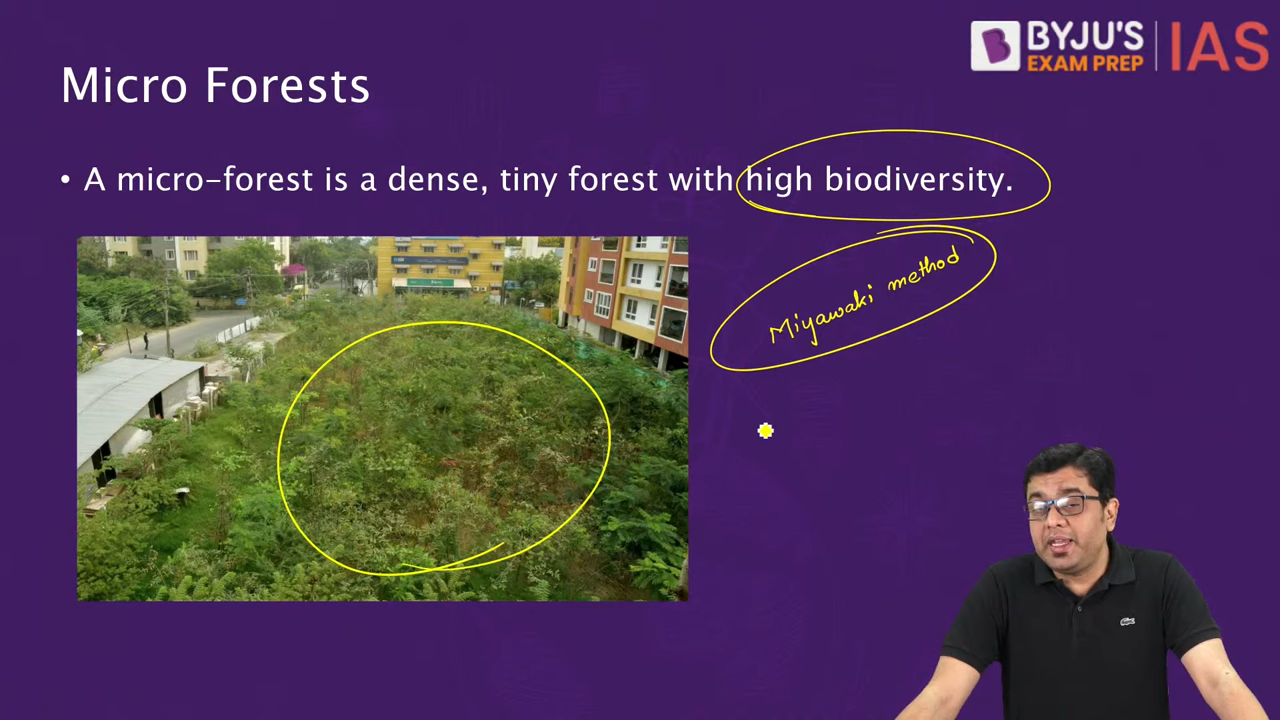 BYJU'S
EXAM PREP
IAS
Micro Forests
• A micro-forest is a dense, tiny forest with high biodiversity.
Miyawaki method